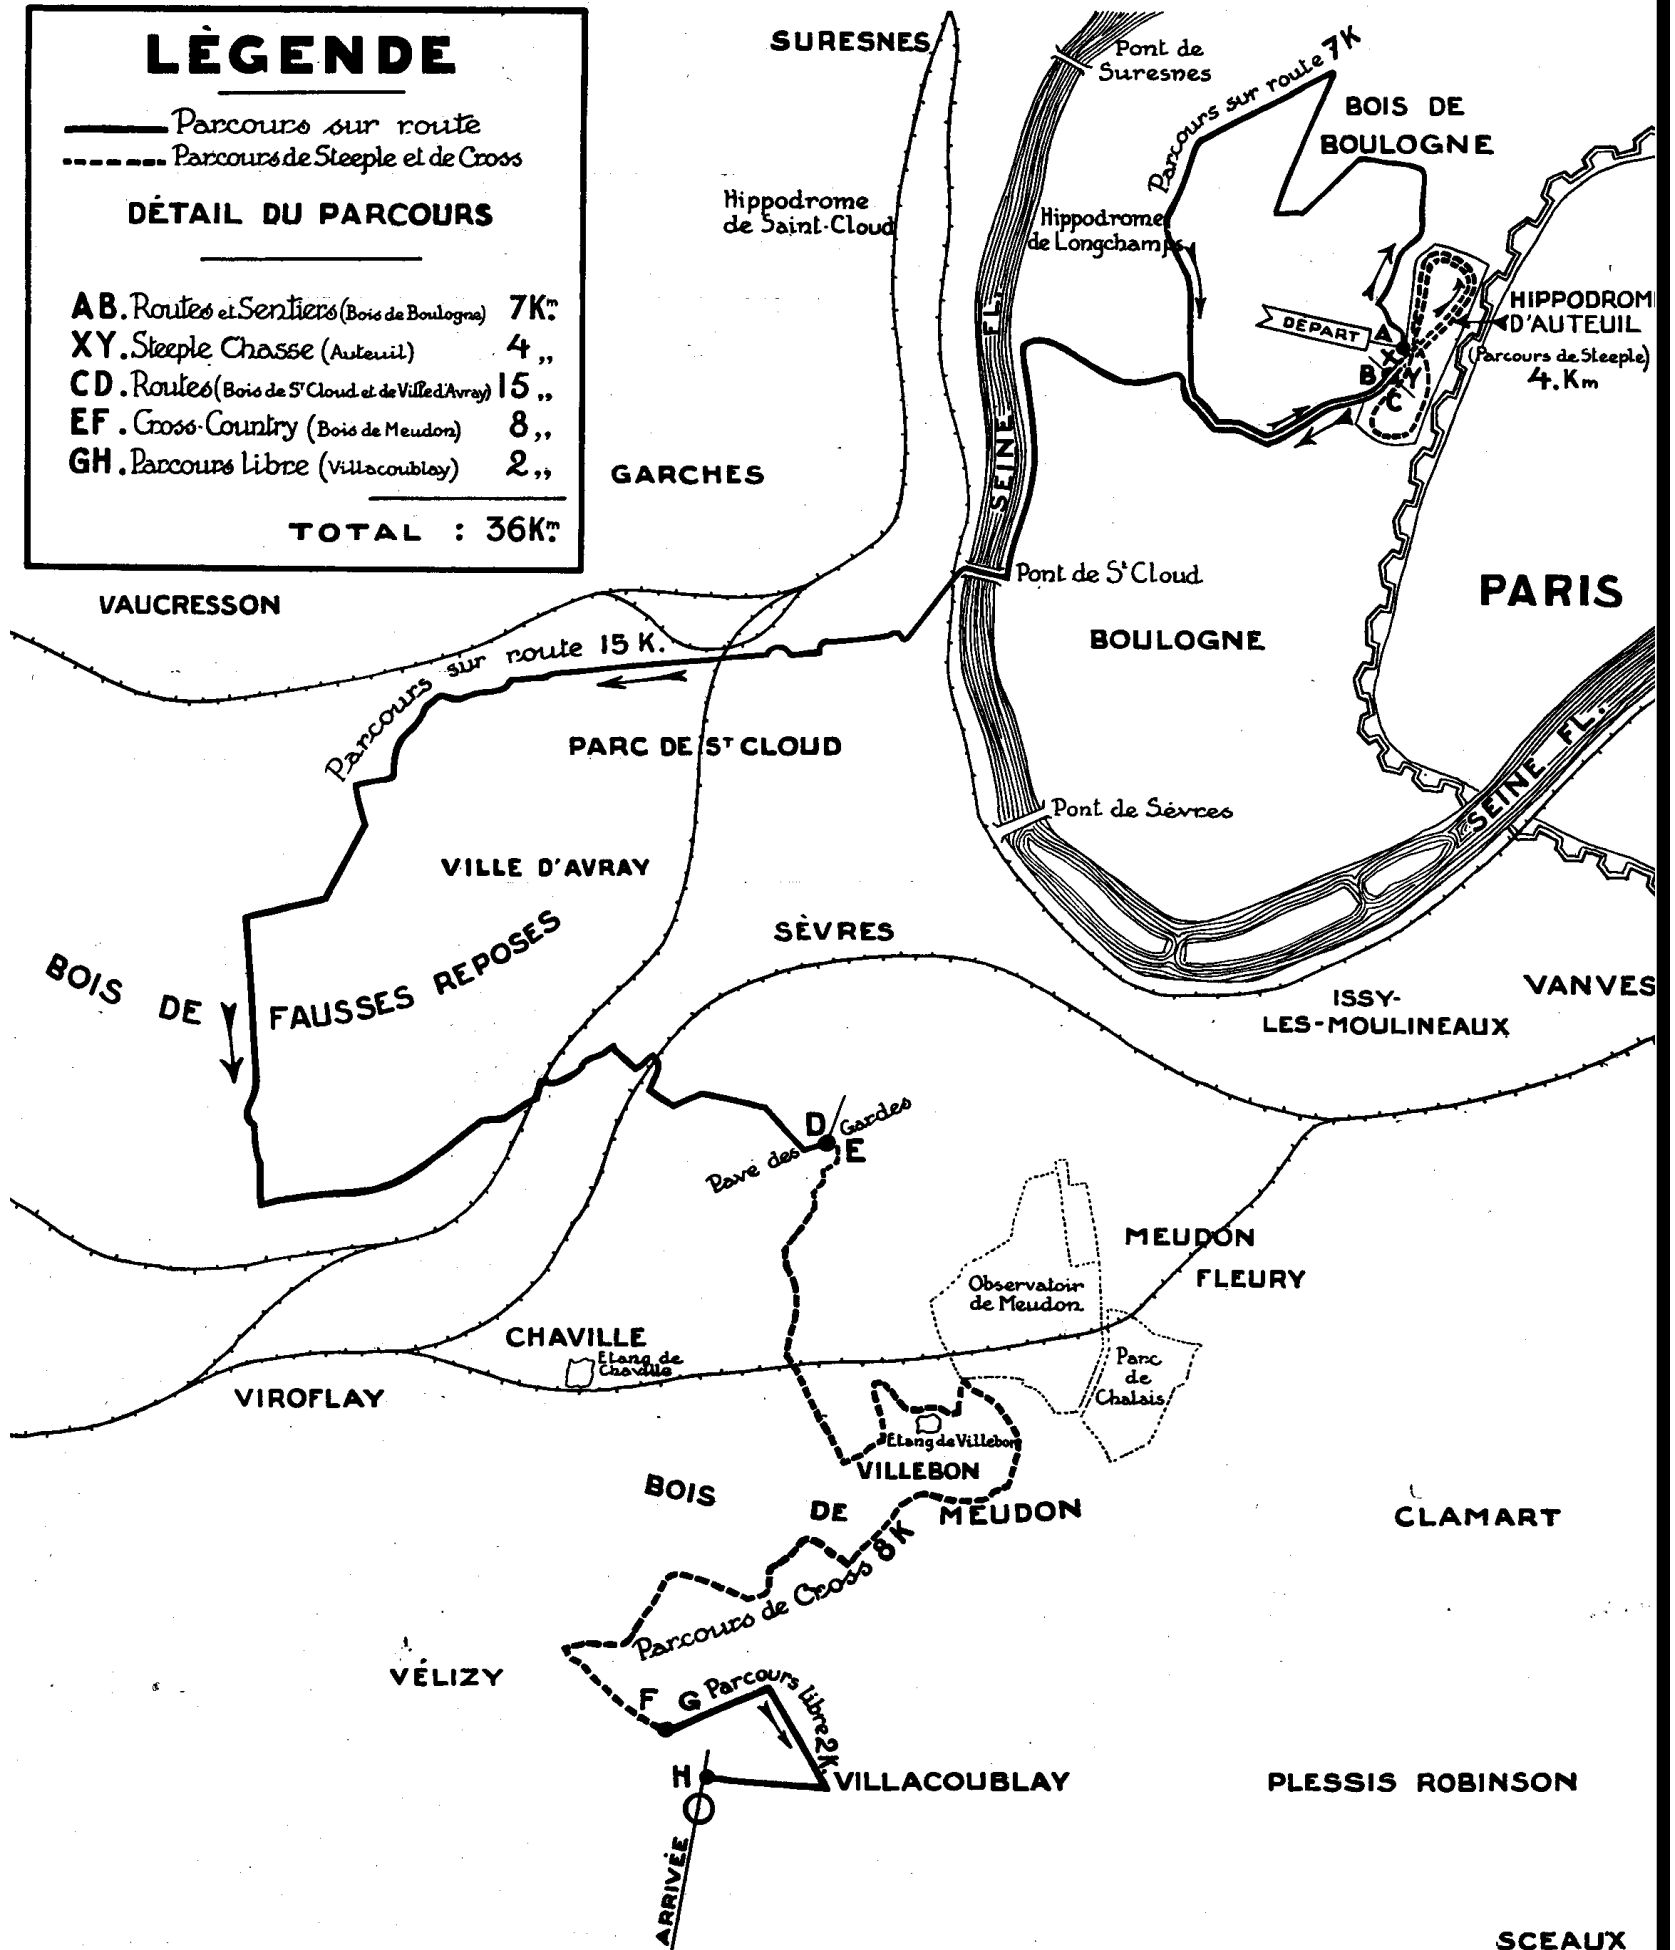 LÈGENDE
Parcours sur route
Parcours de Steeple et de Cross
DÉTAIL DU PARCOURS
AB. Routes et Sentiers (Bois de Boulogne) 7Km.
XY. Steeple Chasse (Auteuil) 4 „
CD. Routes (Bois de St Cloud et de Ville d'Avray) 15 „
EF. Cross-Country (Bois de Meudon) 8 „
GH. Parcours Libre (Villacoublay) 2 „
TOTAL : 36Km.
SURESNES
Pont de
Suresnes
Parcours sur route 7K
BOIS DE
BOULOGNE
Hippodrome
de Saint-Cloud
Hippodrome
de Longchamps
DÉPART
A
X
B
Y
C
HIPPODROM
D'AUTEUIL
(Parcours de Steeple)
4.Km
SEINE FL.
GARCHES
Pont de St Cloud
PARIS
VAUCRESSON
BOULOGNE
Parcours sur route 15 K.
PARC DE ST CLOUD
SEINE FL.
Pont de Sévres
VILLE D'AVRAY
SÈVRES
BOIS DE FAUSSES REPOSES
VANVES
ISSY-
LES-MOULINEAUX
D
E
Pave des Gardes
MEUDON
FLEURY
Observatoir
de Meudon
CHAVILLE
Etang de
Chaville
Parc
de
Chalais
VIROFLAY
Etang de Villebon
VILLEBON
BOIS DE MEUDON
CLAMART
Parcours de Cross 8K
VÉLIZY
F
G
Parcours libre 2K.
H
VILLACOUBLAY
PLESSIS ROBINSON
ARRIVÉE
SCEAUX